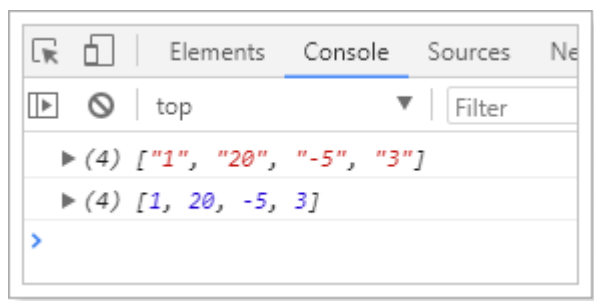 Elements Console Sources Ne
top Filter
(4) ["1", "20", "-5", "3"]
(4) [1, 20, -5, 3]